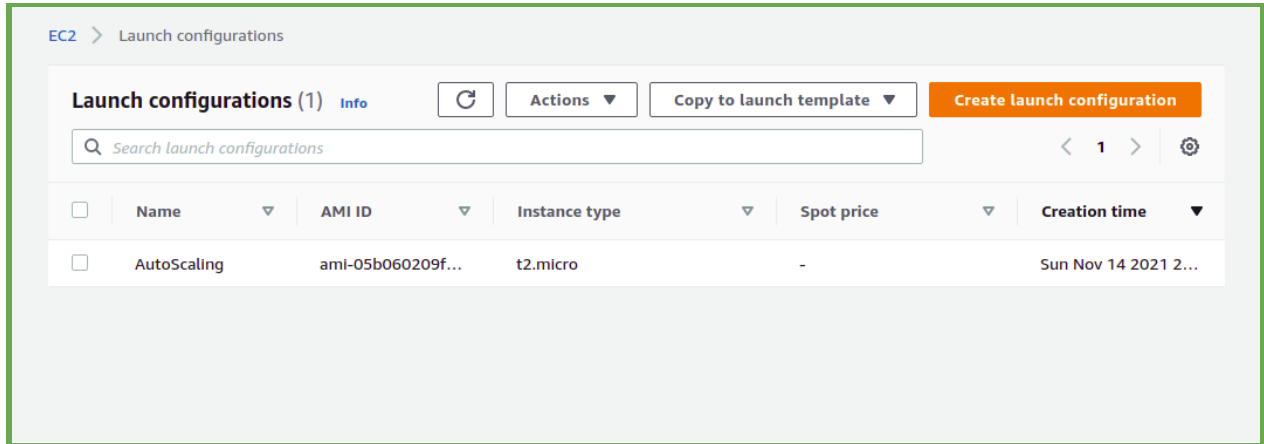 EC2 > Launch configurations
Launch configurations (1) Info Actions Copy to launch template Create launch configuration
Search launch configurations 1
Name AMI ID Instance type Spot price Creation time
AutoScaling ami-05b060209f... t2.micro - Sun Nov 14 2021 2...